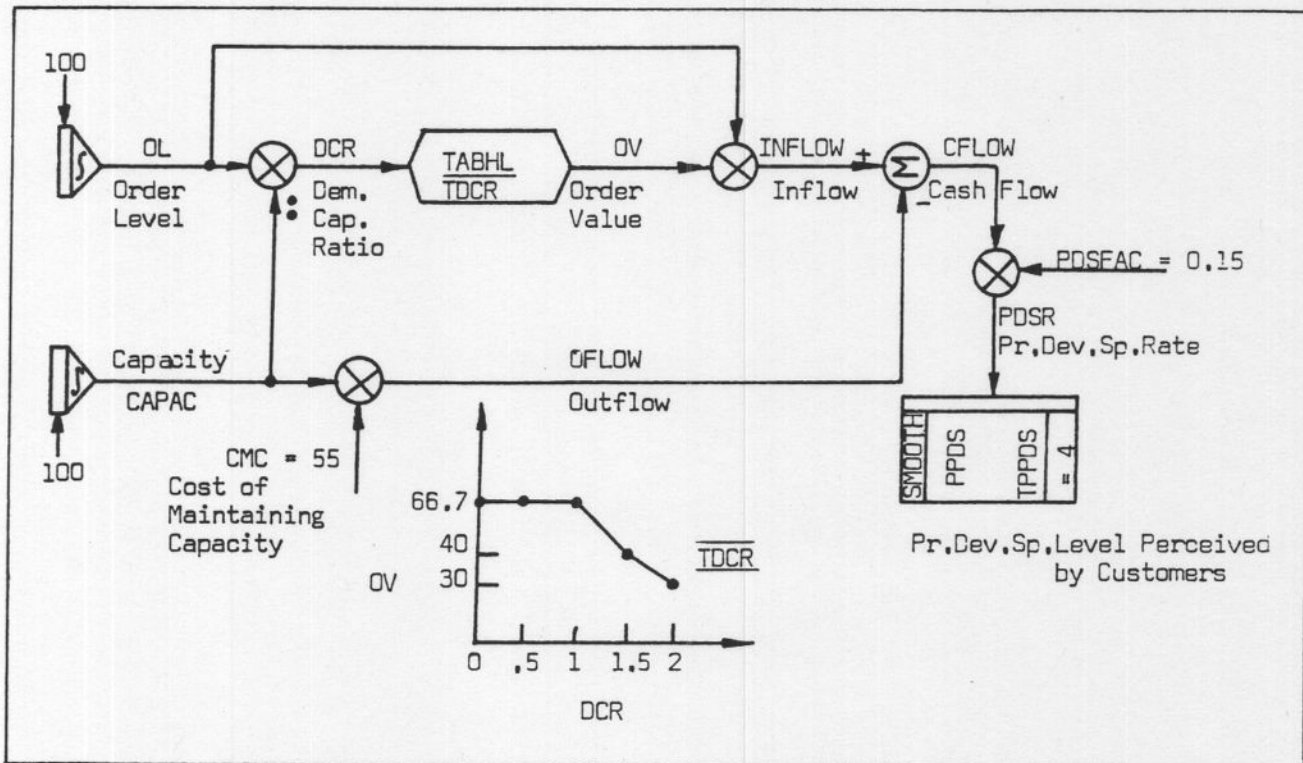 100
OL
Order
Level
DCR
Dem.
Cap.
Ratio
TABHL
TDCR
OV
Order
Value
INFLOW +
Inflow
Σ
-
CFLOW
Cash Flow
PDSFAC = 0.15
PDSR
Pr.Dev.Sp.Rate
Capacity
CAPAC
100
OFLOW
Outflow
CMC = 55
Cost of
Maintaining
Capacity
SMOOTH
PPDS
TPPDS
= 4
Pr.Dev.Sp.Level Perceived
by Customers
66.7
40
30
OV
TDCR
0 .5 1 1.5 2
DCR